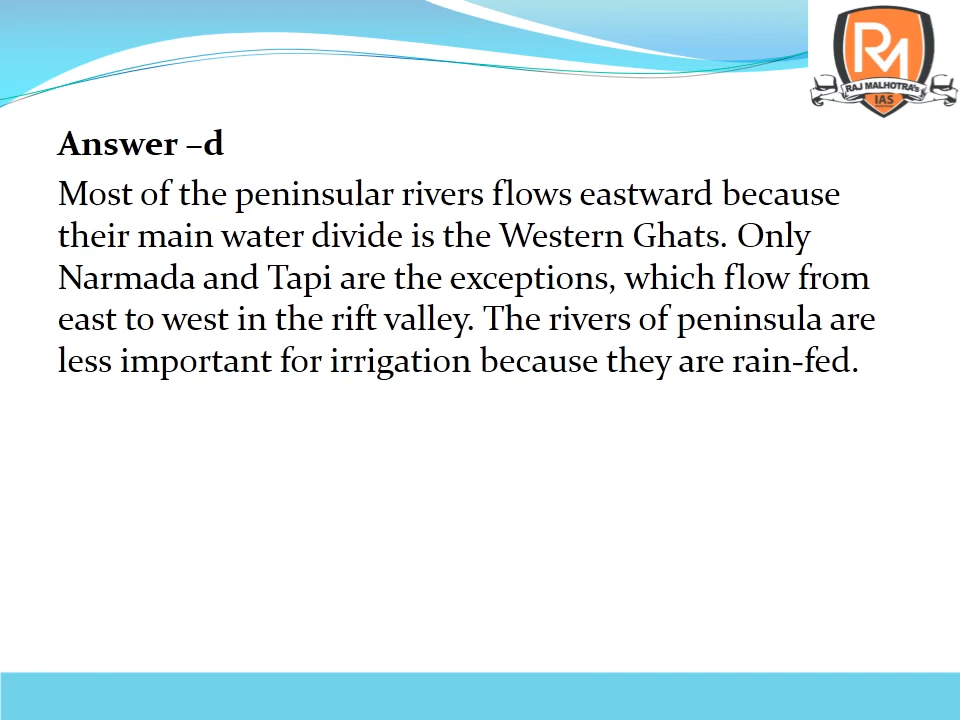 RM
RAJ MALHOTRA's
IAS
Answer –d
Most of the peninsular rivers flows eastward because
their main water divide is the Western Ghats. Only
Narmada and Tapi are the exceptions, which flow from
east to west in the rift valley. The rivers of peninsula are
less important for irrigation because they are rain-fed.